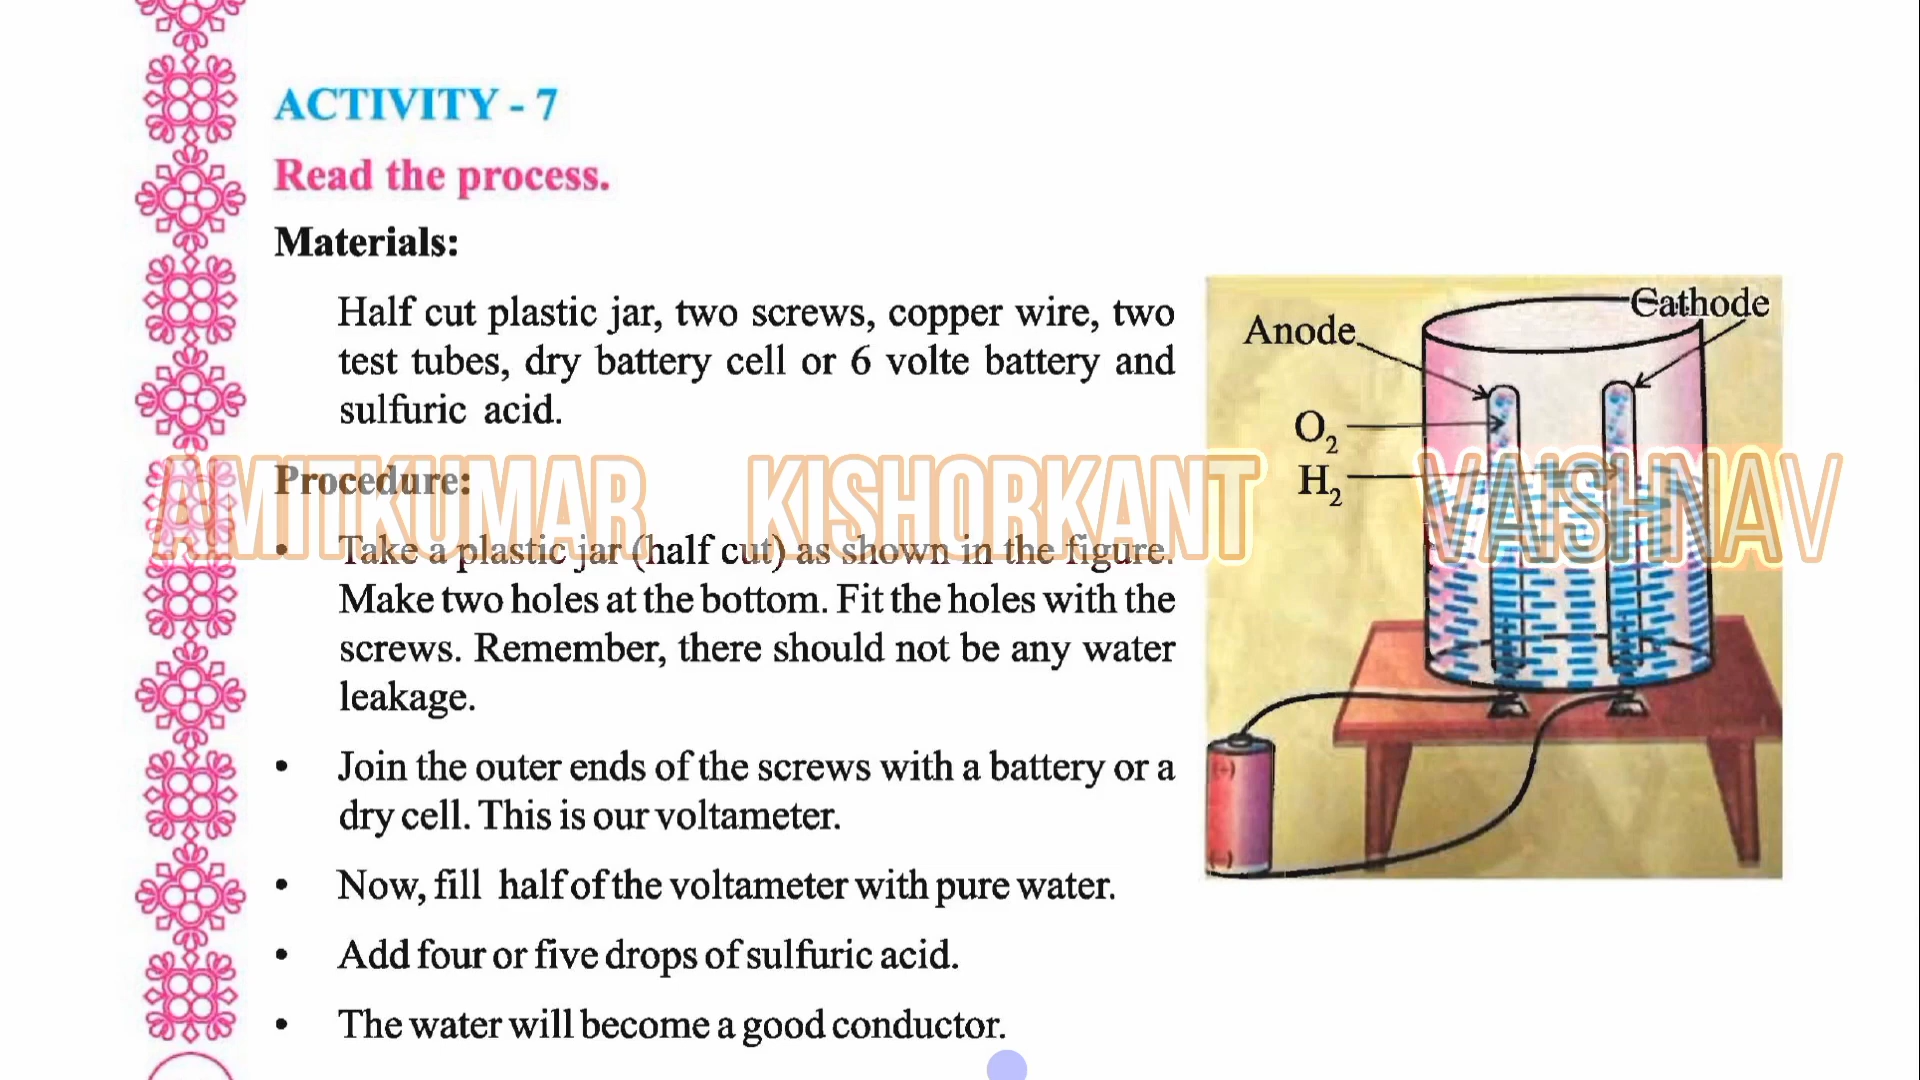 ACTIVITY - 7
Read the process.
Materials:
Half cut plastic jar, two screws, copper wire, two
test tubes, dry battery cell or 6 volte battery and
sulfuric acid.
Procedure:
• Take a plastic jar (half cut) as shown in the figure.
Make two holes at the bottom. Fit the holes with the
screws. Remember, there should not be any water
leakage.
• Join the outer ends of the screws with a battery or a
dry cell. This is our voltameter.
• Now, fill half of the voltameter with pure water.
• Add four or five drops of sulfuric acid.
• The water will become a good conductor.
Anode
Cathode
O₂
H₂
(-)
(-)
AMITKUMAR KISHORKANT VAISHNAV